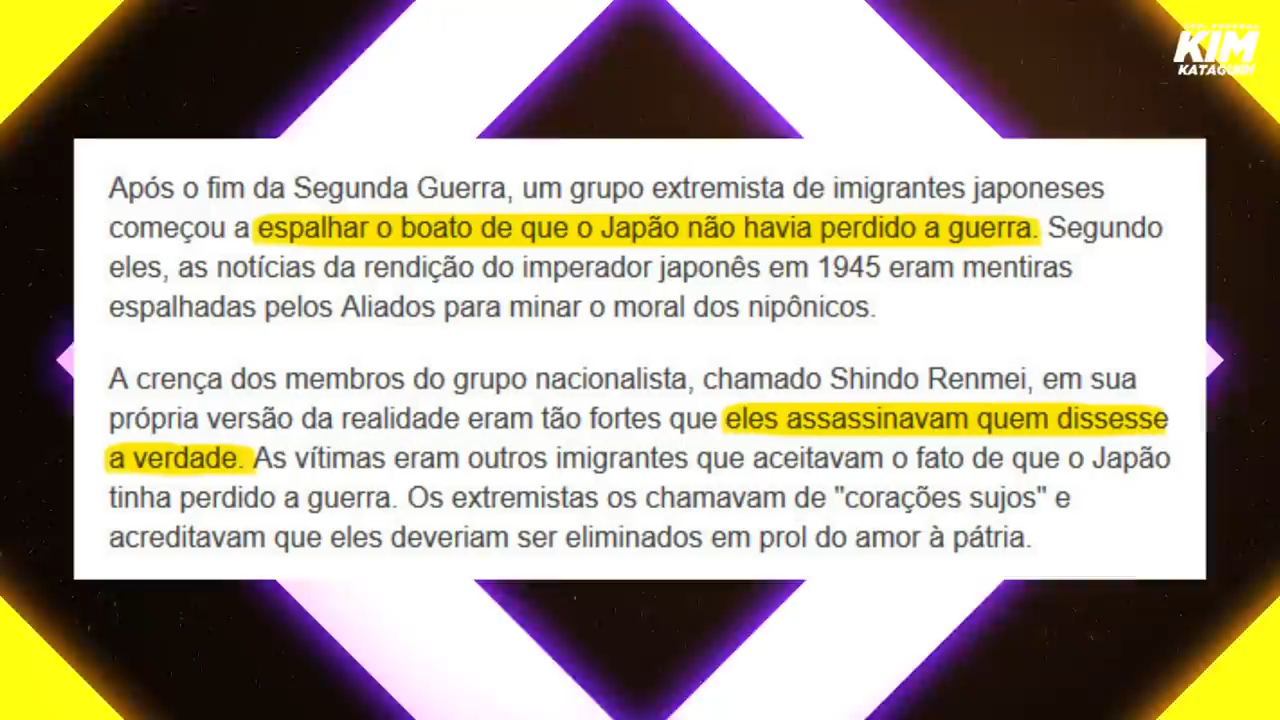 KIM
KATAGUIRI
Após o fim da Segunda Guerra, um grupo extremista de imigrantes japoneses
começou a espalhar o boato de que o Japão não havia perdido a guerra. Segundo
eles, as notícias da rendição do imperador japonês em 1945 eram mentiras
espalhadas pelos Aliados para minar o moral dos nipônicos.
A crença dos membros do grupo nacionalista, chamado Shindo Renmei, em sua
própria versão da realidade eram tão fortes que eles assassinavam quem dissesse
a verdade. As vítimas eram outros imigrantes que aceitavam o fato de que o Japão
tinha perdido a guerra. Os extremistas os chamavam de "corações sujos" e
acreditavam que eles deveriam ser eliminados em prol do amor à pátria.